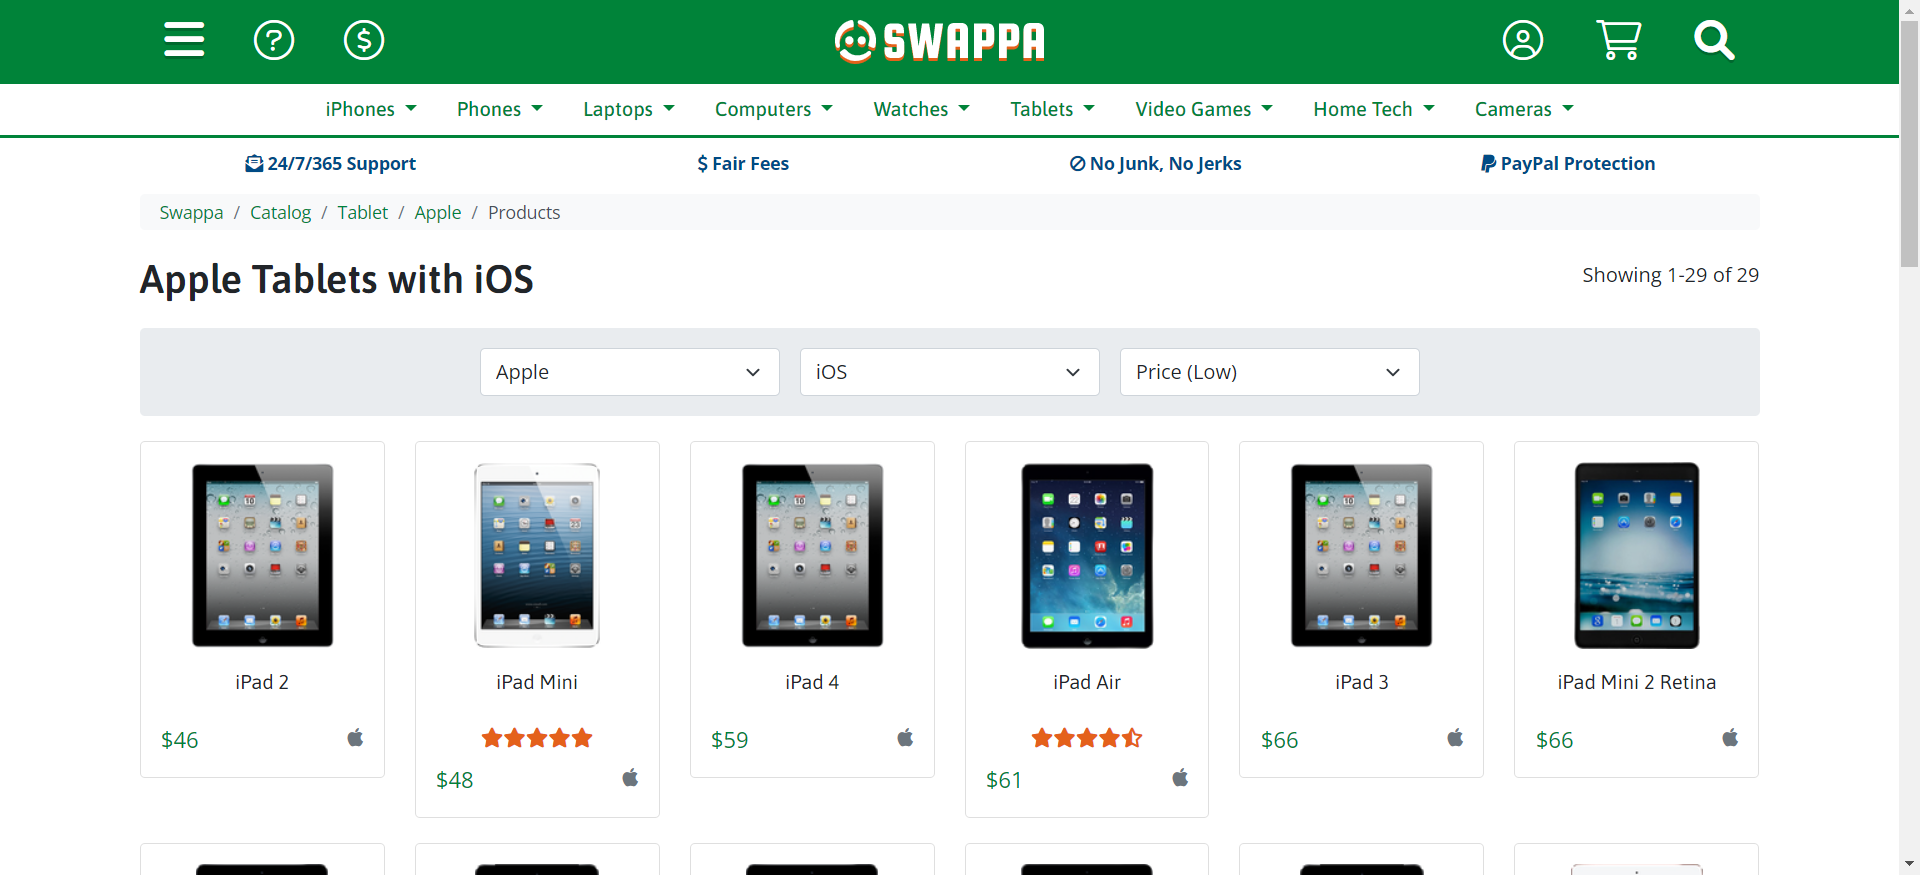 SWAPPA
iPhones Phones Laptops Computers Watches Tablets Video Games Home Tech Cameras
24/7/365 Support $ Fair Fees No Junk, No Jerks PayPal Protection
Swappa / Catalog / Tablet / Apple / Products
Apple Tablets with iOS
Showing 1-29 of 29
Apple iOS Price (Low)
iPad 2
$46
iPad Mini
$48
iPad 4
$59
iPad Air
$61
iPad 3
$66
iPad Mini 2 Retina
$66